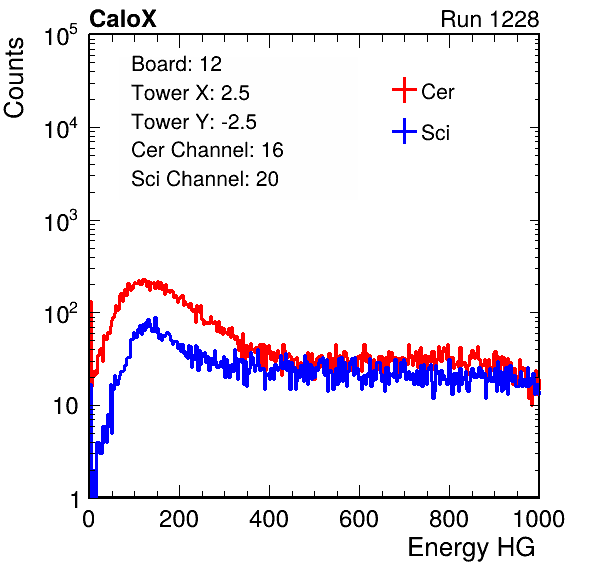 CaloX Run 1228
Counts
10^5
10^4
10^3
10^2
10
1
Board: 12
Tower X: 2.5
Tower Y: -2.5
Cer Channel: 16
Sci Channel: 20
Cer
Sci
0 200 400 600 800 1000
Energy HG